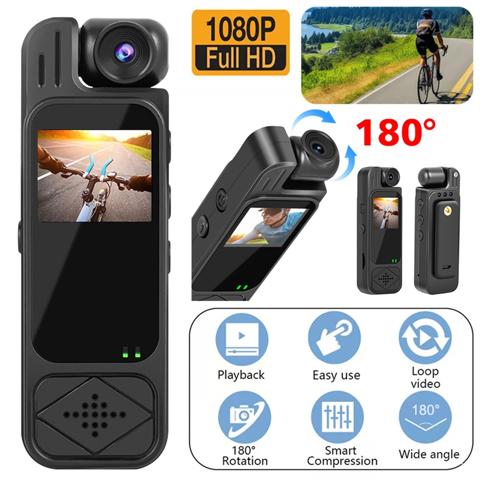 1080P
Full HD
180°
Playback
Easy use
Loop
video
180°
180°
Rotation
Smart
Compression
Wide angle